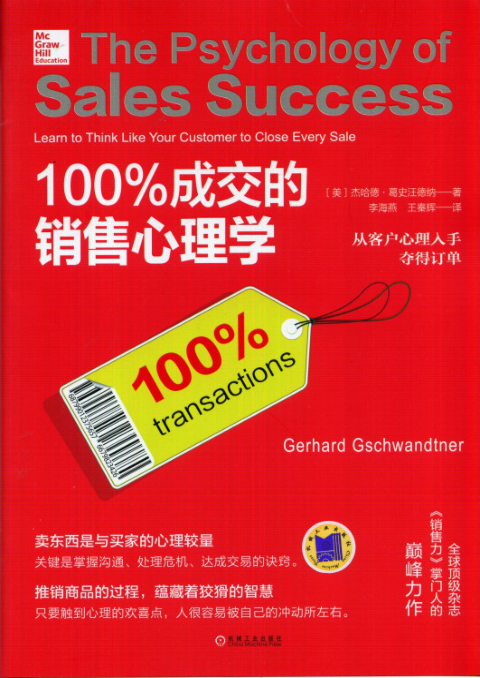 Mc
Graw
Hill
Education
The Psychology of
Sales Success
Learn to Think Like Your Customer to Close Every Sale
100%成交的
销售心理学
［美］杰哈德·葛史汪德纳——著
李海燕 王秦辉——译
从客户心理入手
夺得订单
100%
transactions
Gerhard Gschwandtner
卖东西是与买家的心理较量
关键是掌握沟通、处理危机、达成交易的诀窍。
推销商品的过程，蕴藏着狡猾的智慧
只要触到心理的欢喜点，人很容易被自己的冲动所左右。
全球顶级杂志
《销售力》掌门人的
巅峰力作
机械工业出版社
China Machine Press